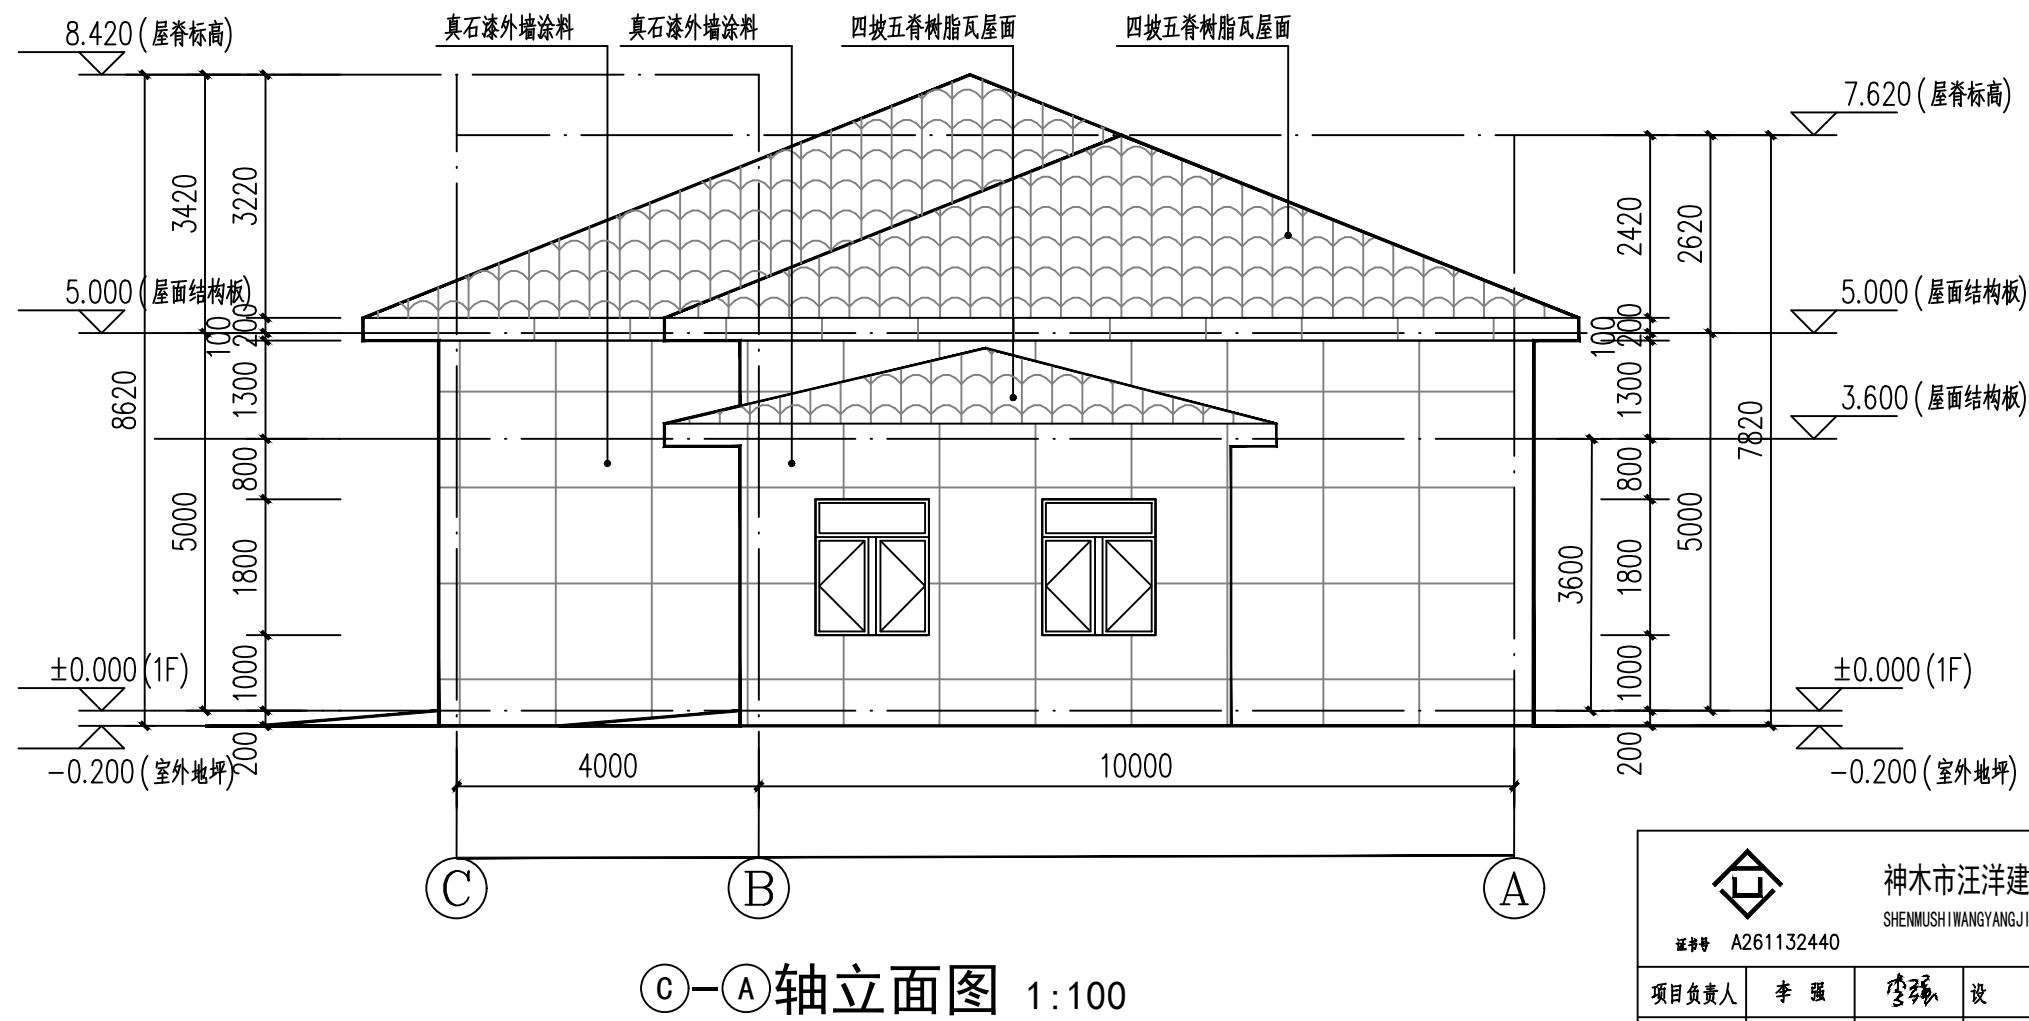 真石漆外墙涂料
真石漆外墙涂料
四坡五脊树脂瓦屋面
四坡五脊树脂瓦屋面
8.420(屋脊标高)
7.620(屋脊标高)
3420
3220
2420
2620
5.000(屋面结构板)
5.000(屋面结构板)
100
200
100
200
3.600(屋面结构板)
8620
1300
1300
7820
800
800
5000
5000
1800
3600
1800
±0.000(1F)
1000
1000
±0.000(1F)
-0.200(室外地坪)
200
4000
10000
200
-0.200(室外地坪)
C
B
A
C-A轴立面图 1:100
神木市汪洋建
SHENMUSHIWANGYANGJI
证书号 A261132440
项目负责人 李 强 李强 设